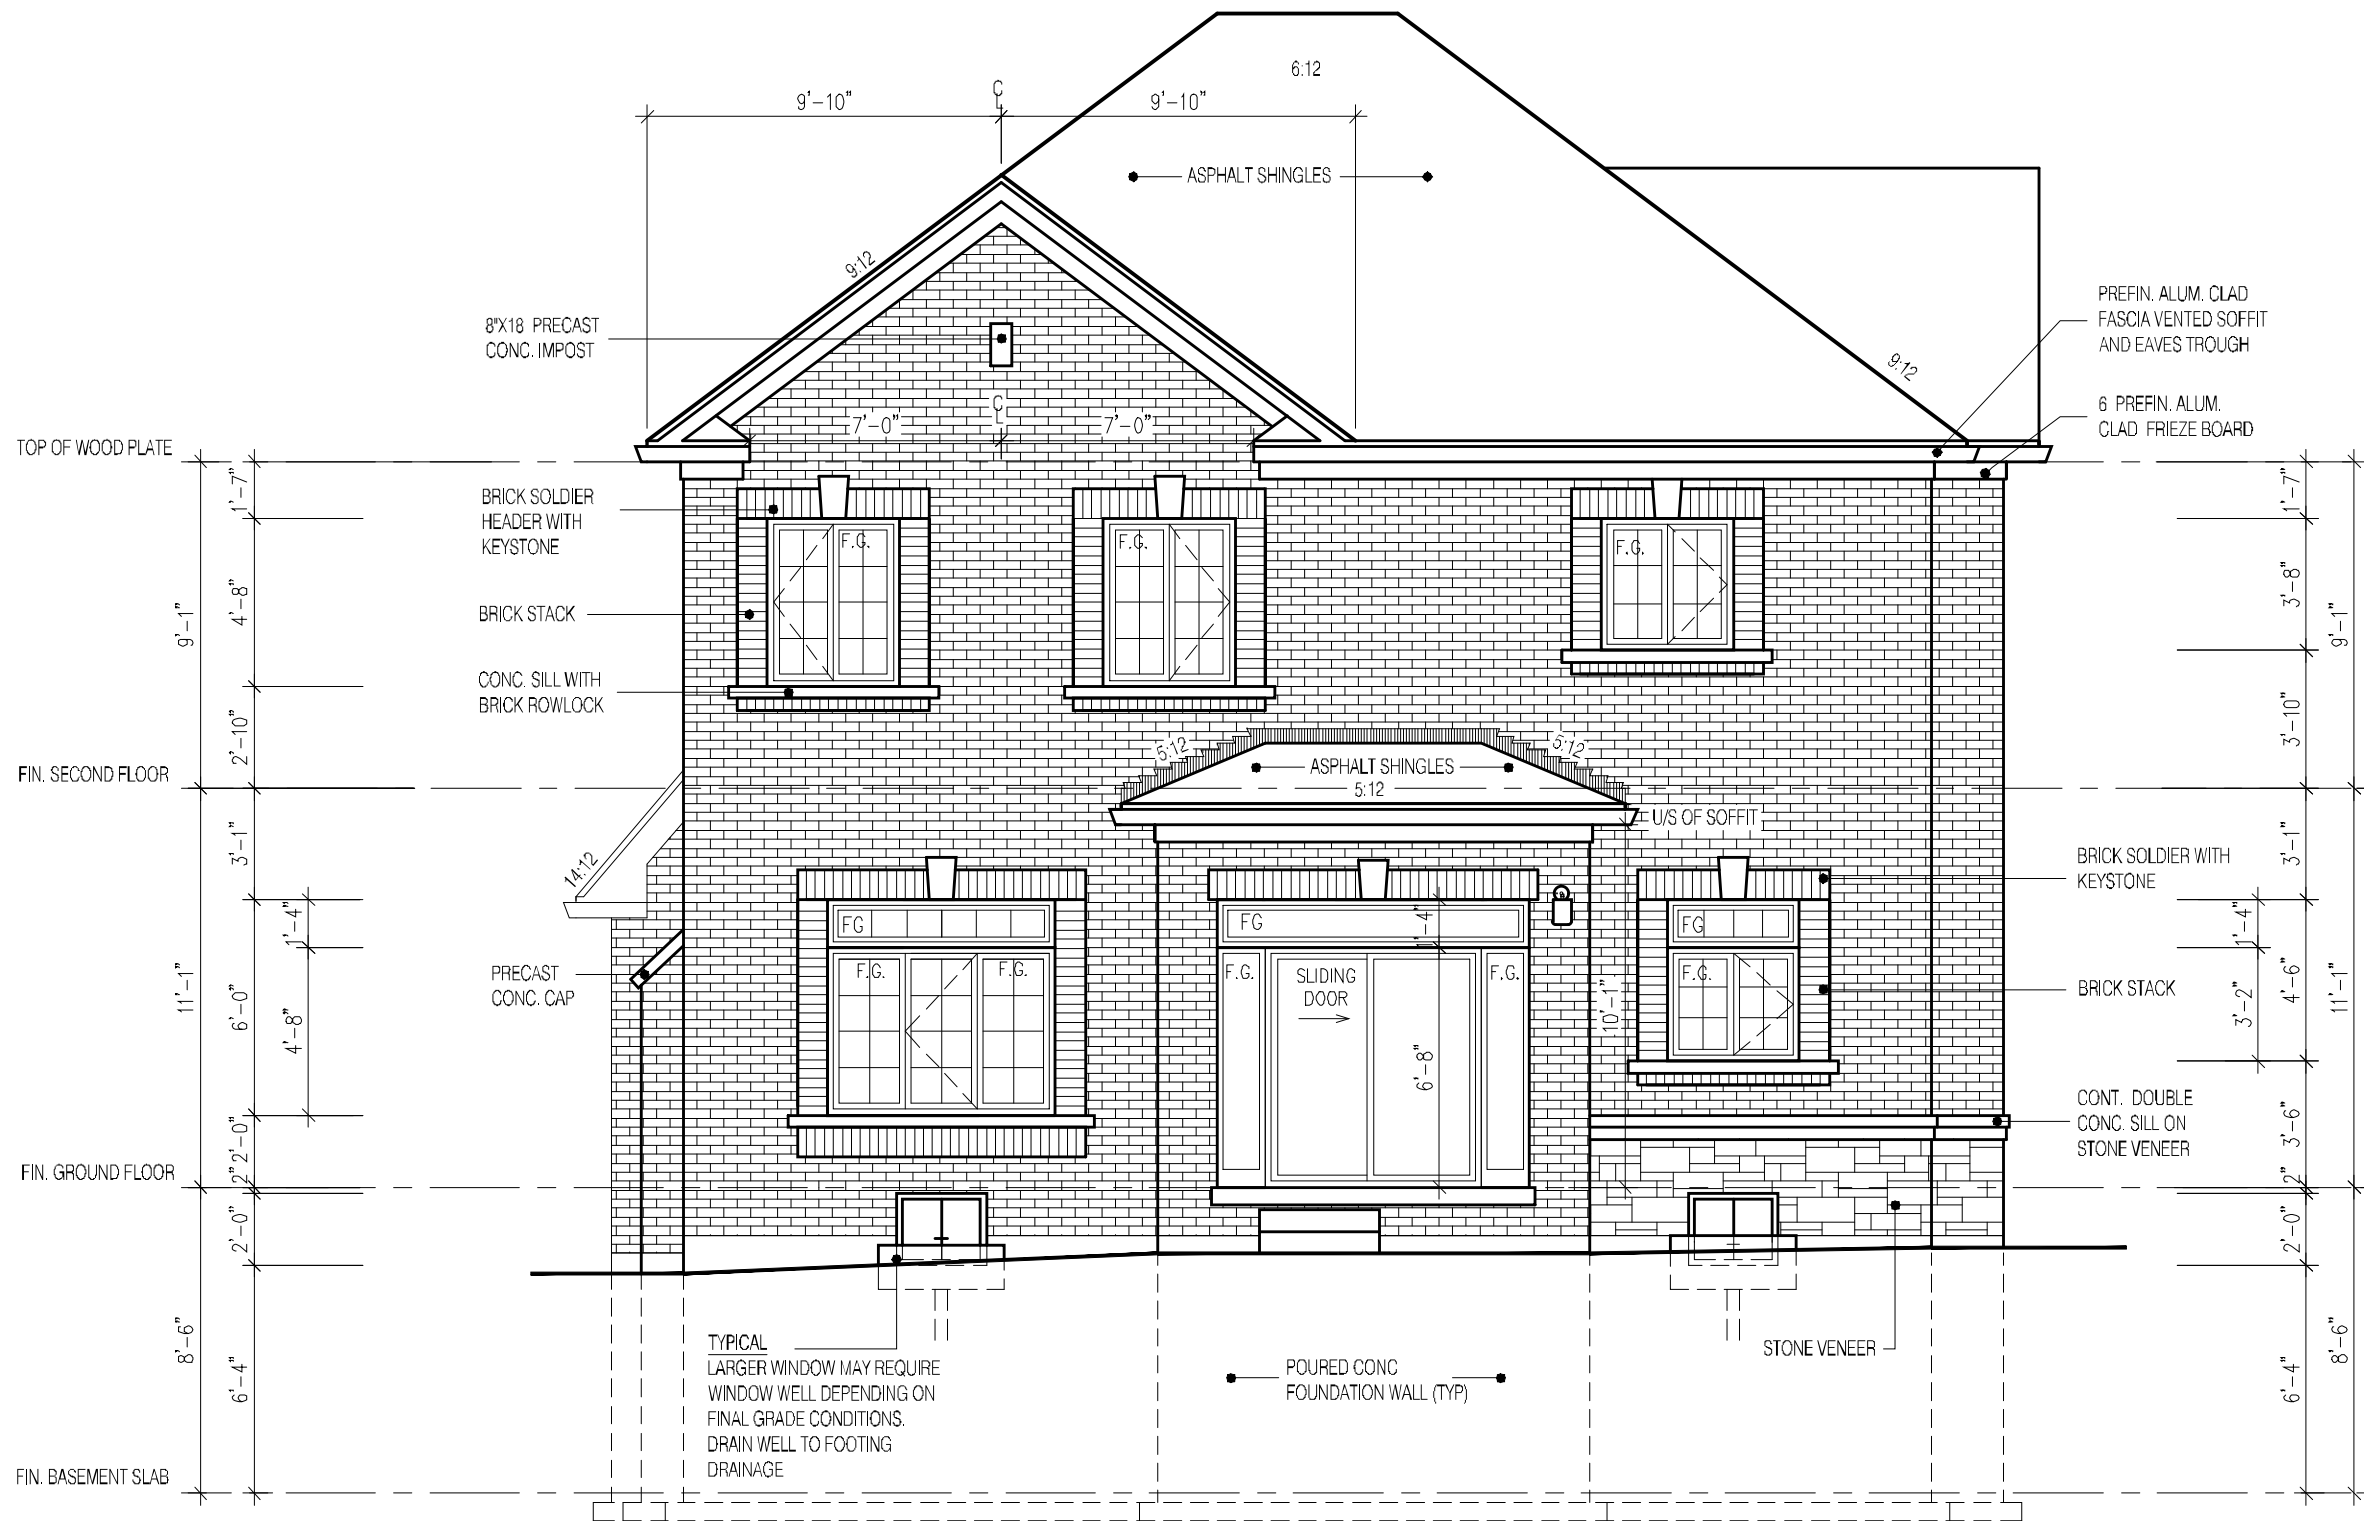 6:12
C
L
9'-10"
9'-10"
ASPHALT SHINGLES
9:12
8"X18 PRECAST
CONC. IMPOST
C
L
7'-0"
7'-0"
PREFIN. ALUM. CLAD
FASCIA VENTED SOFFIT
AND EAVES TROUGH
9:12
6 PREFIN. ALUM.
CLAD FRIEZE BOARD
TOP OF WOOD PLATE
1'-7"
4'-8"
2'-10"
9'-1"
BRICK SOLDIER
HEADER WITH
KEYSTONE
BRICK STACK
CONC. SILL WITH
BRICK ROWLOCK
F.G.
F.G.
F.G.
1'-7"
3'-8"
3'-10"
9'-1"
FIN. SECOND FLOOR
5:12
5:12
ASPHALT SHINGLES
5:12
U/S OF SOFFIT
14:12
3'-1"
1'-4"
6'-0"
4'-8"
11'-1"
2'-0"
2"
PRECAST
CONC. CAP
FG
F.G.
F.G.
FG
1'-4"
F.G.
SLIDING
DOOR
F.G.
6'-8"
10'-1"
FG
F.G.
BRICK SOLDIER WITH
KEYSTONE
BRICK STACK
CONT. DOUBLE
CONC. SILL ON
STONE VENEER
3'-1"
1'-4"
4'-6"
3'-2"
11'-1"
3'-6"
2"
FIN. GROUND FLOOR
2'-0"
8'-6"
6'-4"
2'-0"
8'-6"
6'-4"
TYPICAL
LARGER WINDOW MAY REQUIRE
WINDOW WELL DEPENDING ON
FINAL GRADE CONDITIONS.
DRAIN WELL TO FOOTING
DRAINAGE
POURED CONC
FOUNDATION WALL (TYP)
STONE VENEER
FIN. BASEMENT SLAB